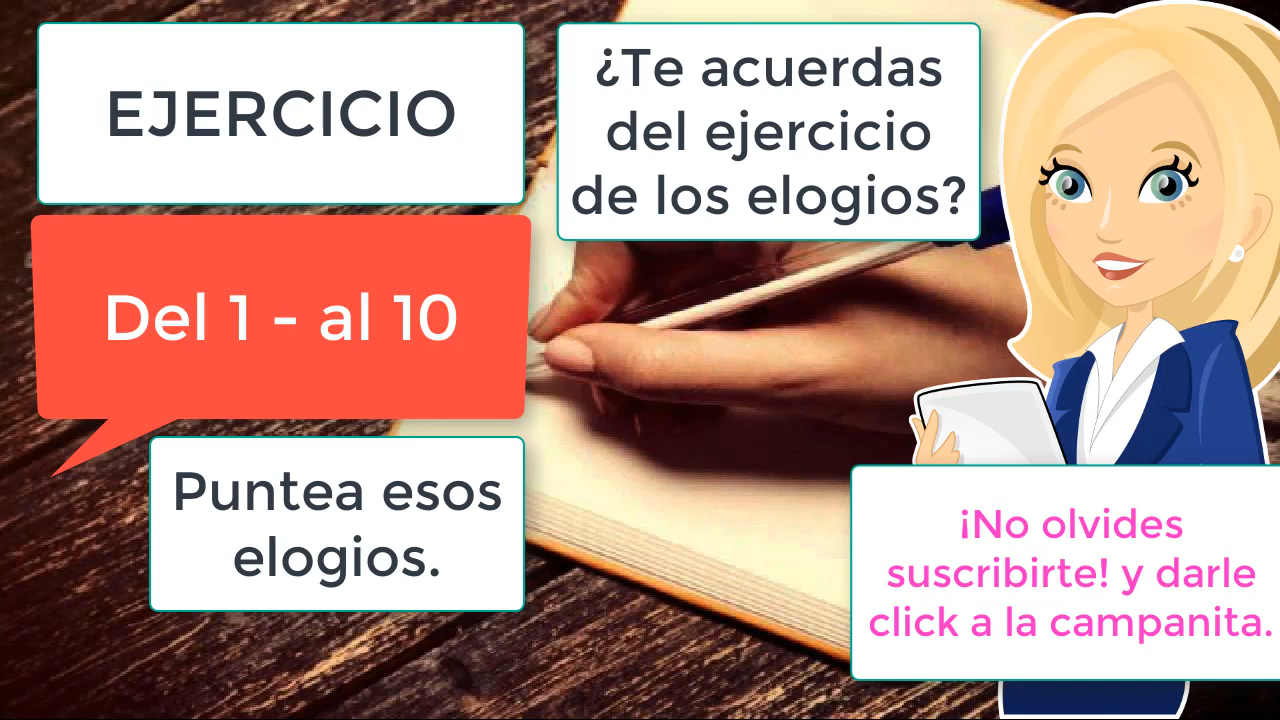 EJERCICIO
¿Te acuerdas
del ejercicio
de los elogios?
Del 1 - al 10
Puntea esos
elogios.
¡No olvides
suscribirte! y darle
click a la campanita.